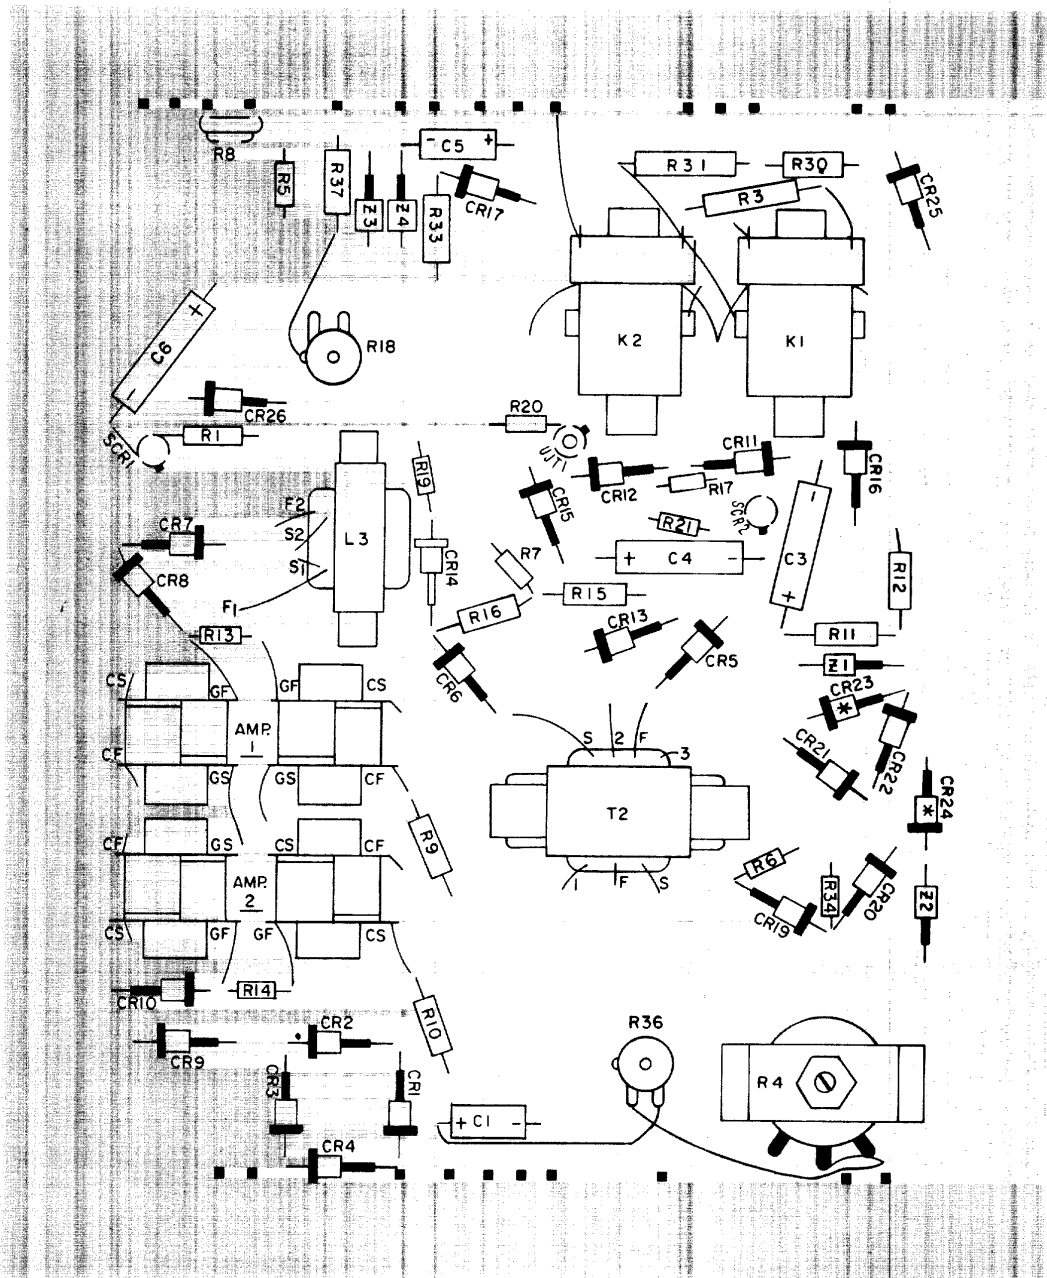 R8
R5
R37
Z3
Z4
- C5 +
R33
CR17
R31
R30
R3
CR25
+ C6 -
R18
K2
K1
CR26
SCR1
R1
R20
UJT1
CR11
CR12
R17
CR16
R19
CR15
SCR2
F2
S2
S1
F1
L3
CR7
CR8
CR14
R7
R21
+ C4 -
- C3 +
R12
R16
R15
CR13
R11
R13
CR6
CR5
Z1
CR23
*
CS
GF
GF
CS
AMP.
1
CF
GS
GS
CF
S 2 F
3
T2
1 F S
CR21
CR22
CR24
*
CF
GS
CS
CF
R9
AMP.
2
R6
R34
CR20
Z2
CR19
CS
GF
GF
CS
CR10
R14
R10
CR9
CR2
R36
R4
CR3
CR1
+ C1 -
CR4